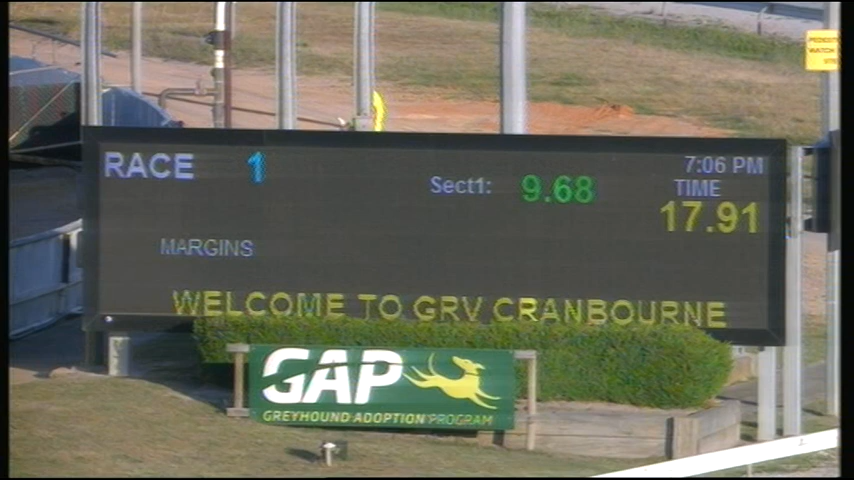 RACE 1
7:06 PM
Sect1: 9.68
TIME
17.91
MARGINS
WELCOME TO GRV CRANBOURNE
GAP
GREYHOUND ADOPTION PROGRAM